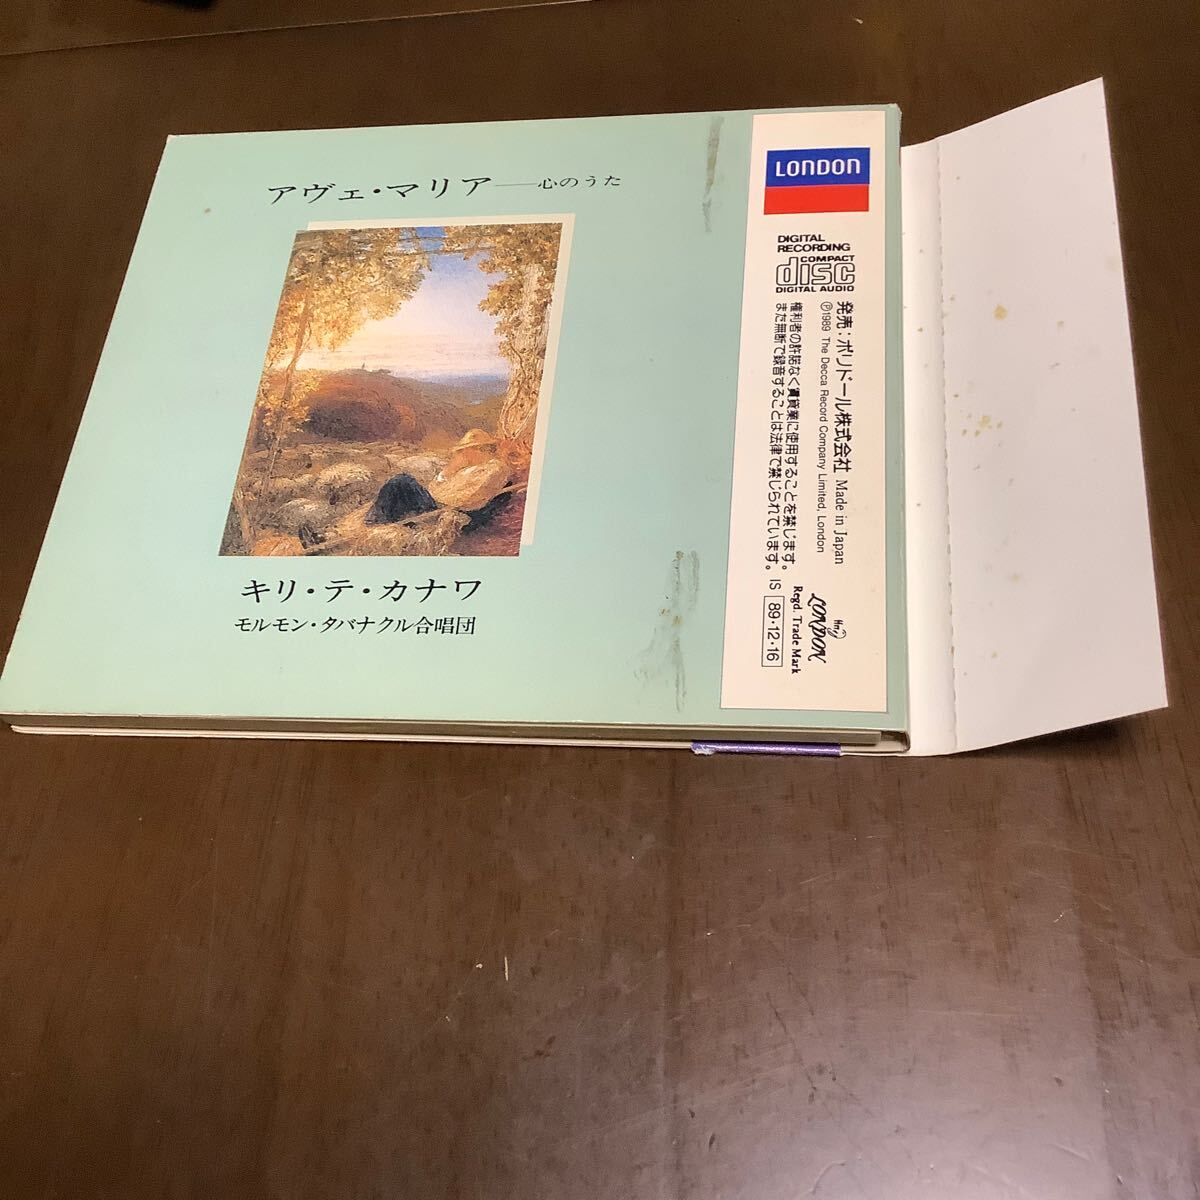 アヴェ・マリア──心のうた
キリ・テ・カナワ
モルモン・タバナクル合唱団
LONDON
DIGITAL
RECORDING
COMPACT
disc
DIGITAL AUDIO
発売：ポリドール株式会社 Made in Japan
Ⓟ1989 The Decca Record Company Limited, London
権利者の許諾なく賃貸業に使用することを禁じます。
また無断で録音することは法律で禁じられています。
IS 89・12・16
LONDON
Regd. Trade Mark